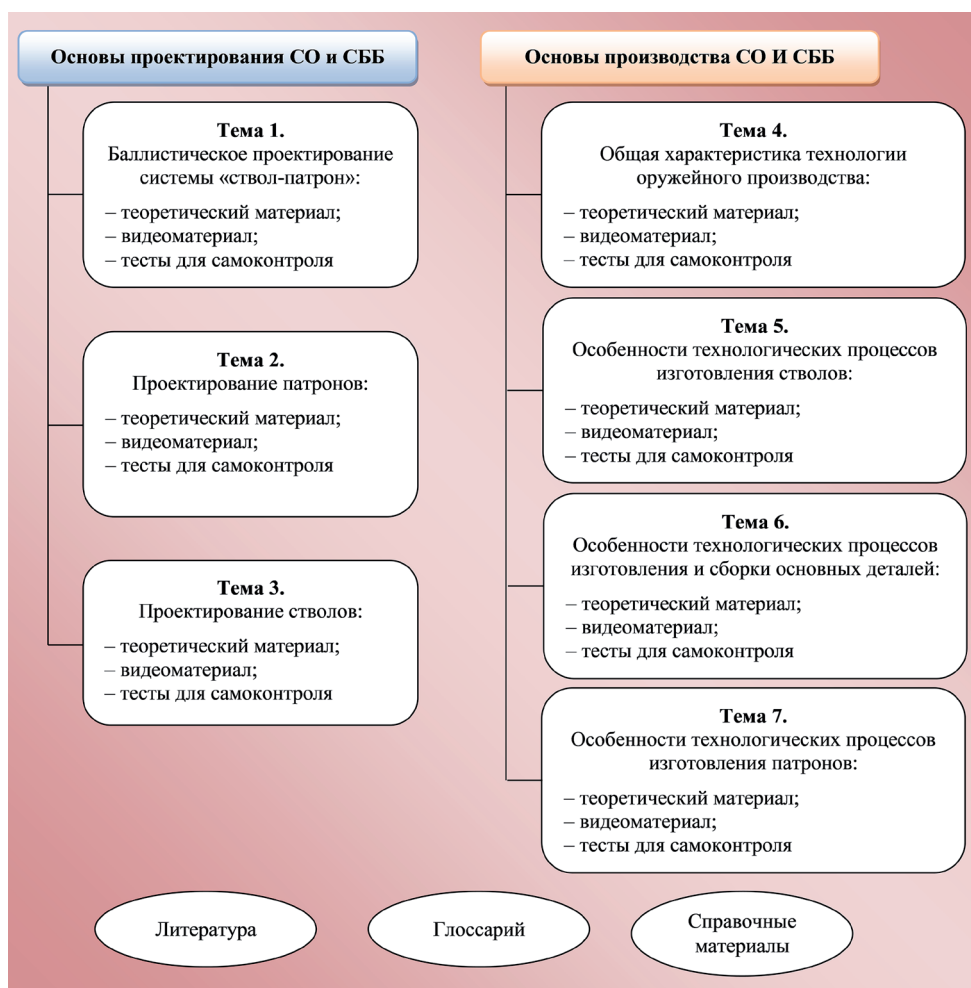 Основы проектирования СО и СББ
Тема 1.
Баллистическое проектирование
системы «ствол-патрон»:
– теоретический материал;
– видеоматериал;
– тесты для самоконтроля
Тема 2.
Проектирование патронов:
– теоретический материал;
– видеоматериал;
– тесты для самоконтроля
Тема 3.
Проектирование стволов:
– теоретический материал;
– видеоматериал;
– тесты для самоконтроля
Основы производства СО И СББ
Тема 4.
Общая характеристика технологии
оружейного производства:
– теоретический материал;
– видеоматериал;
– тесты для самоконтроля
Тема 5.
Особенности технологических процессов
изготовления стволов:
– теоретический материал;
– видеоматериал;
– тесты для самоконтроля
Тема 6.
Особенности технологических процессов
изготовления и сборки основных деталей:
– теоретический материал;
– видеоматериал;
– тесты для самоконтроля
Тема 7.
Особенности технологических процессов
изготовления патронов:
– теоретический материал;
– видеоматериал;
– тесты для самоконтроля
Литература
Глоссарий
Справочные
материалы